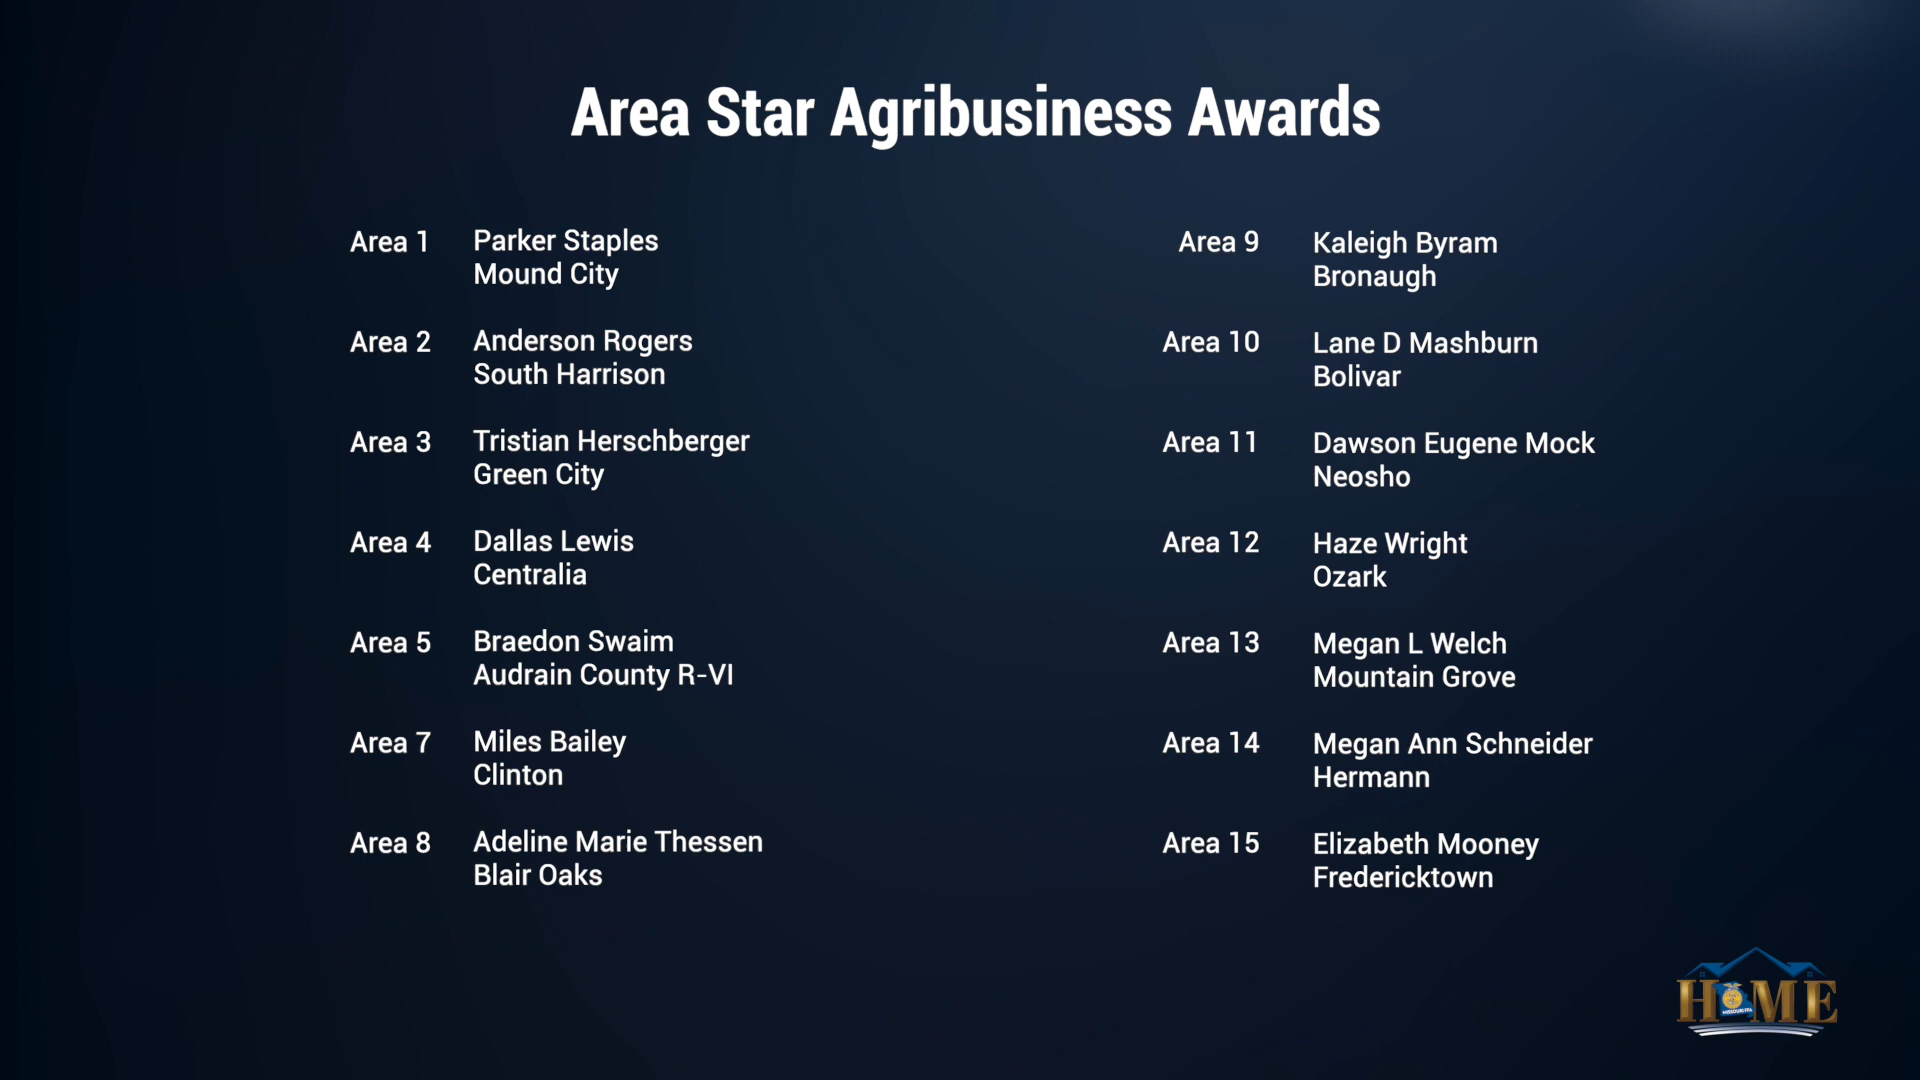 Area Star Agribusiness Awards
Area 1 Parker Staples
Mound City
Area 2 Anderson Rogers
South Harrison
Area 3 Tristian Herschberger
Green City
Area 4 Dallas Lewis
Centralia
Area 5 Braedon Swaim
Audrain County R-VI
Area 7 Miles Bailey
Clinton
Area 8 Adeline Marie Thessen
Blair Oaks
Area 9 Kaleigh Byram
Bronaugh
Area 10 Lane D Mashburn
Bolivar
Area 11 Dawson Eugene Mock
Neosho
Area 12 Haze Wright
Ozark
Area 13 Megan L Welch
Mountain Grove
Area 14 Megan Ann Schneider
Hermann
Area 15 Elizabeth Mooney
Fredericktown
HOME
MISSOURI FFA